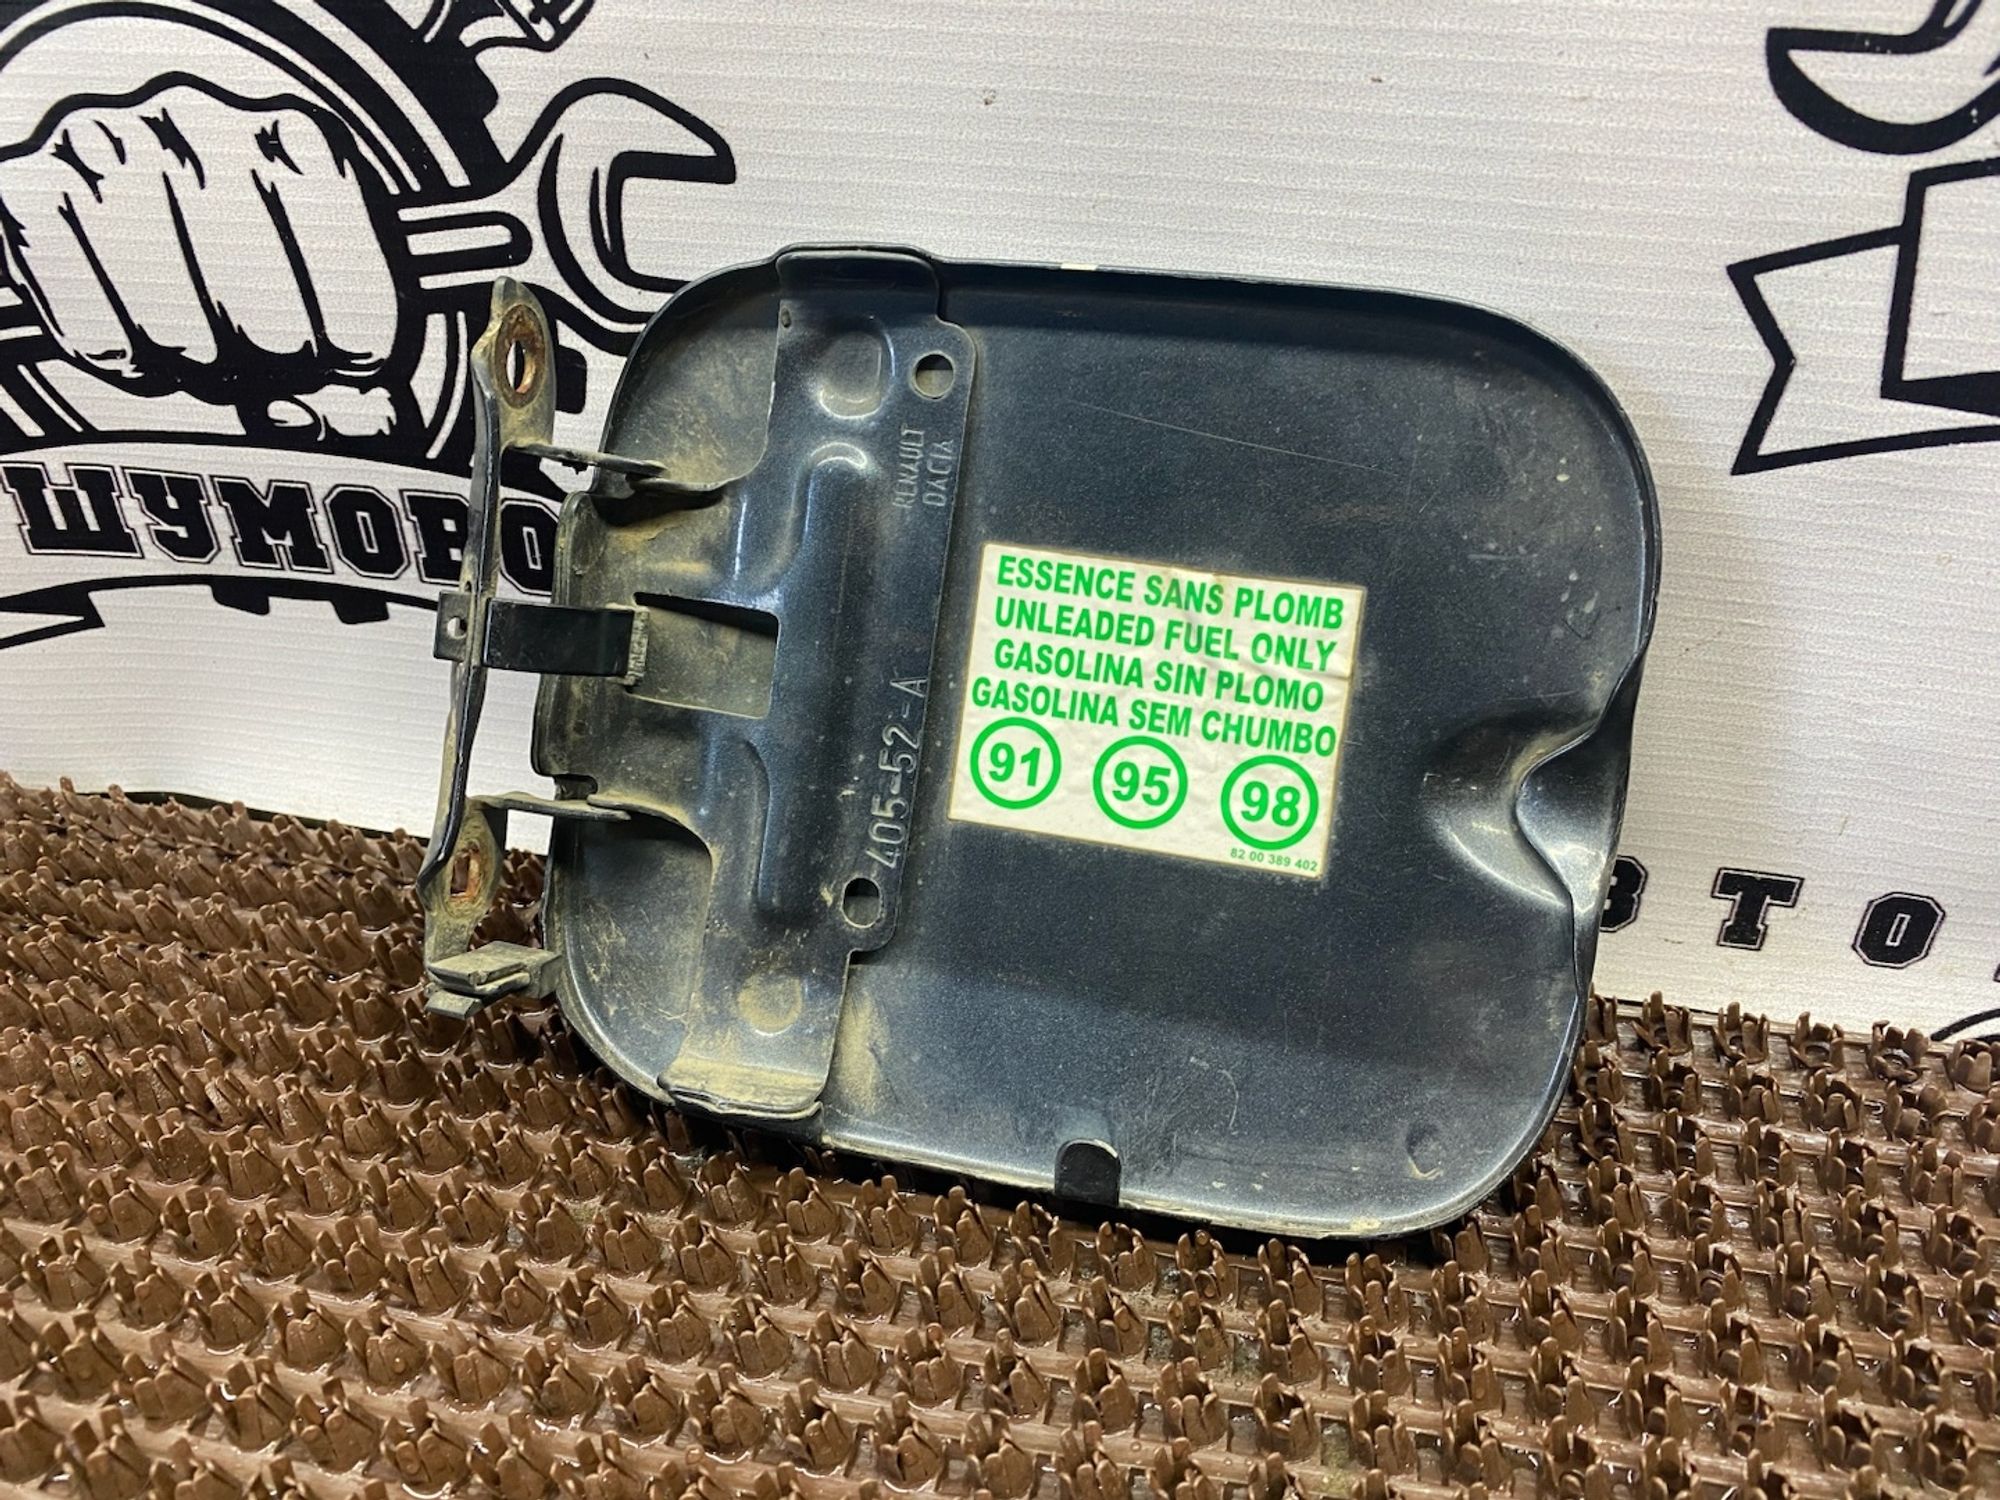 ШУМОВО
RENAULT
DACIA
405-52-A
ESSENCE SANS PLOMB
UNLEADED FUEL ONLY
GASOLINA SIN PLOMO
GASOLINA SEM CHUMBO
91 95 98
82 00 389 402
ВТО